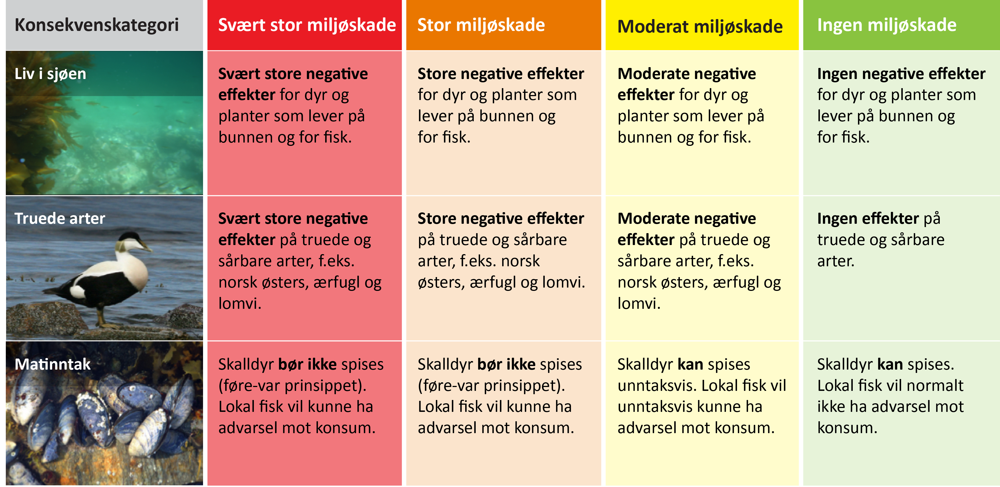 Konsekvenskategori
Svært stor miljøskade
Stor miljøskade
Moderat miljøskade
Ingen miljøskade
Liv i sjøen
Svært store negative
effekter for dyr og
planter som lever på
bunnen og for fisk.
Store negative effekter
for dyr og planter som
lever på bunnen og
for fisk.
Moderate negative
effekter for dyr og
planter som lever på
bunnen og for fisk.
Ingen negative effekter
for dyr og planter som
lever på bunnen og
for fisk.
Truede arter
Svært store negative
effekter på truede og
sårbare arter, f.eks.
norsk østers, ærfugl og
lomvi.
Store negative effekter
på truede og sårbare
arter, f.eks. norsk
østers, ærfugl og lomvi.
Moderate negative
effekter på truede og
sårbare arter, f.eks.
norsk østers, ærfugl og
lomvi.
Ingen effekter på
truede og sårbare
arter.
Matinntak
Skalldyr bør ikke spises
(føre-var prinsippet).
Lokal fisk vil kunne ha
advarsel mot konsum.
Skalldyr bør ikke spises
(føre-var prinsippet).
Lokal fisk vil kunne ha
advarsel mot konsum.
Skalldyr kan spises
unntaksvis. Lokal fisk vil
unntaksvis kunne ha
advarsel mot konsum.
Skalldyr kan spises.
Lokal fisk vil normalt
ikke ha advarsel mot
konsum.